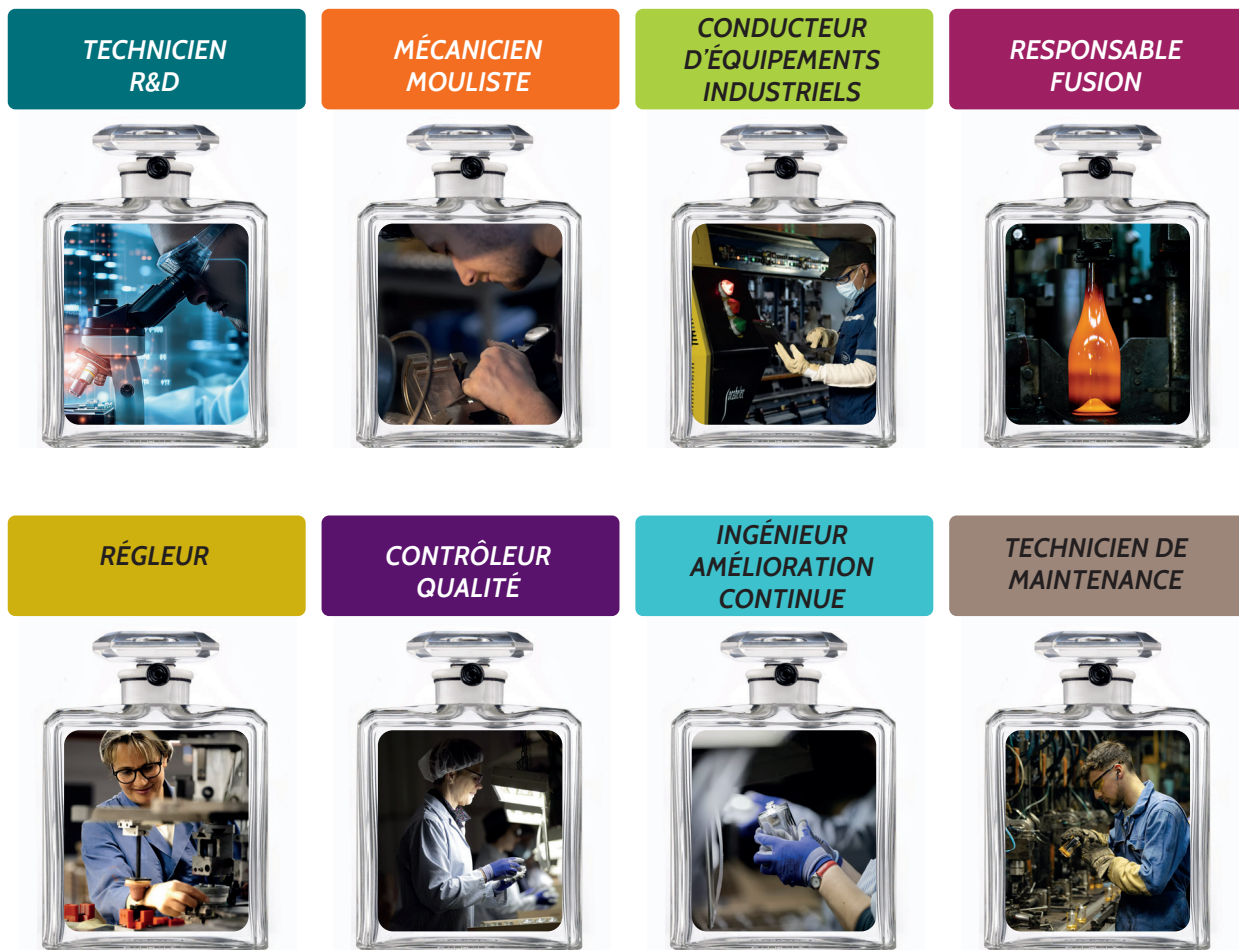 TECHNICIEN
R&D
MÉCANICIEN
MOULISTE
CONDUCTEUR
D'ÉQUIPEMENTS
INDUSTRIELS
RESPONSABLE
FUSION
RÉGLEUR
CONTRÔLEUR
QUALITÉ
INGÉNIEUR
AMÉLIORATION
CONTINUE
TECHNICIEN DE
MAINTENANCE